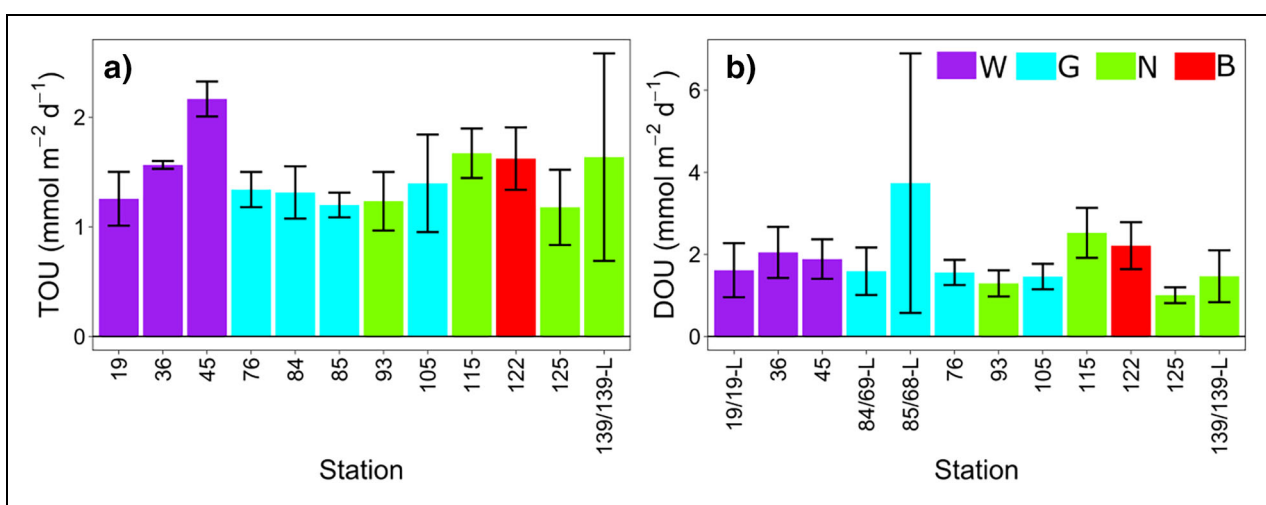 a)
TOU (mmol m−2 d−1)
2
1
0
19 36 45 76 84 85 93 105 115 122 125 139/139-L
Station
b)
W G N B
DOU (mmol m−2 d−1)
6
4
2
0
19/19-L 36 45 84/69-L 85/68-L 76 93 105 115 122 125 139/139-L
Station